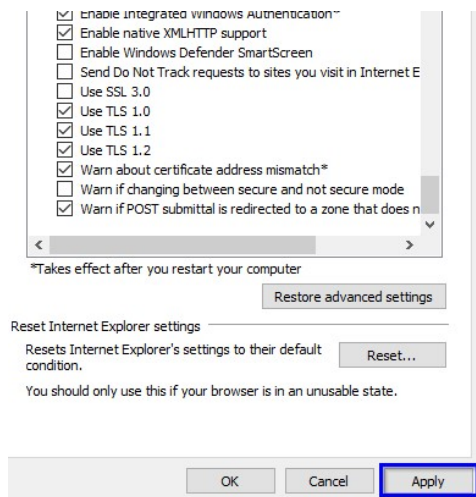 Enable Integrated Windows Authentication*
Enable native XMLHTTP support
Enable Windows Defender SmartScreen
Send Do Not Track requests to sites you visit in Internet E
Use SSL 3.0
Use TLS 1.0
Use TLS 1.1
Use TLS 1.2
Warn about certificate address mismatch*
Warn if changing between secure and not secure mode
Warn if POST submittal is redirected to a zone that does n
*Takes effect after you restart your computer
Restore advanced settings
Reset Internet Explorer settings
Resets Internet Explorer's settings to their default
condition.
Reset...
You should only use this if your browser is in an unusable state.
OK Cancel Apply